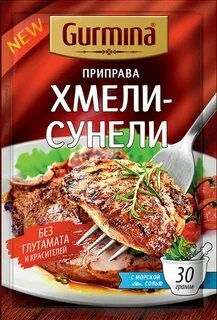 NEW
Gurmina
ПРИПРАВА
ХМЕЛИ-
СУНЕЛИ
БЕЗ
ГЛУТАМАТА
И КРАСИТЕЛЕЙ
С МОРСКОЙ
СОЛЬЮ
30
грамм